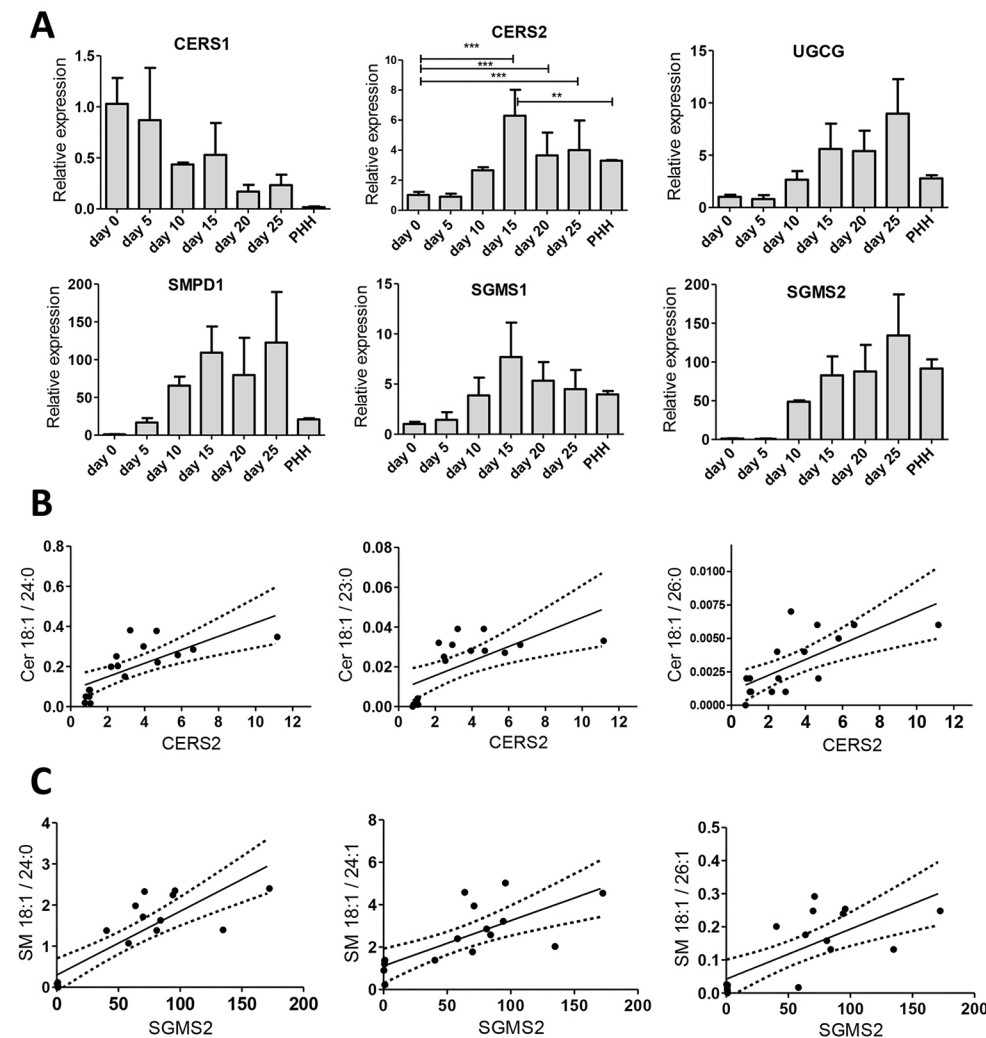 A
CERS1
Relative expression
1.5
1.0
0.5
0.0
day 0 day 5 day 10 day 15 day 20 day 25 PHH
CERS2
Relative expression
10
8
6
4
2
0
***
***
***
**
day 0 day 5 day 10 day 15 day 20 day 25 PHH
UGCG
Relative expression
15
10
5
0
day 0 day 5 day 10 day 15 day 20 day 25 PHH
SMPD1
Relative expression
200
150
100
50
0
day 0 day 5 day 10 day 15 day 20 day 25 PHH
SGMS1
Relative expression
15
10
5
0
day 0 day 5 day 10 day 15 day 20 day 25 PHH
SGMS2
Relative expression
200
150
100
50
0
day 0 day 5 day 10 day 15 day 20 day 25 PHH
B
Cer 18:1 / 24:0
0.8
0.6
0.4
0.2
0.0
0 2 4 6 8 10 12
CERS2
Cer 18:1 / 23:0
0.08
0.06
0.04
0.02
0.00
0 2 4 6 8 10 12
CERS2
Cer 18:1 / 26:0
0.0100
0.0075
0.0050
0.0025
0.0000
0 2 4 6 8 10 12
CERS2
C
SM 18:1 / 24:0
4
3
2
1
0
0 50 100 150 200
SGMS2
SM 18:1 / 24:1
8
6
4
2
0
0 50 100 150 200
SGMS2
SM 18:1 / 26:1
0.5
0.4
0.3
0.2
0.1
0.0
0 50 100 150 200
SGMS2